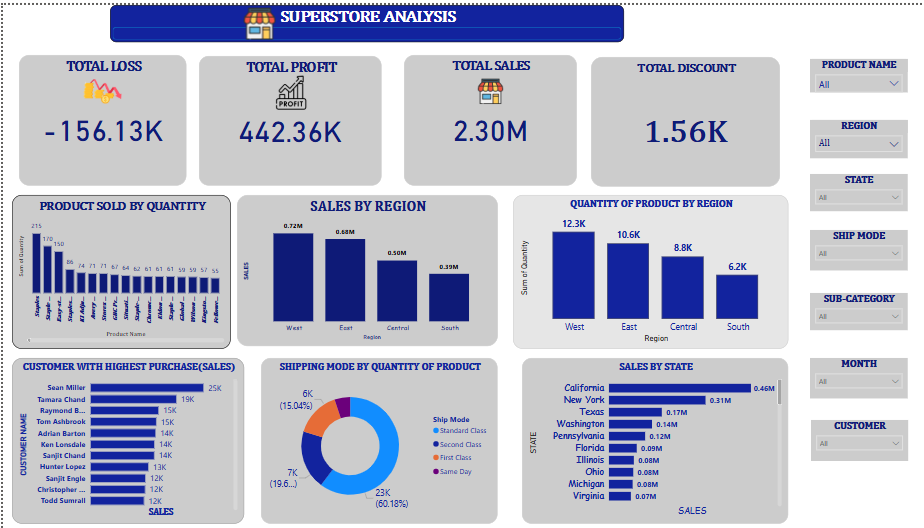 SUPERSTORE ANALYSIS
TOTAL LOSS
-156.13K
TOTAL PROFIT
PROFIT
442.36K
TOTAL SALES
2.30M
TOTAL DISCOUNT
1.56K
PRODUCT NAME
All
REGION
All
STATE
All
SHIP MODE
All
SUB-CATEGORY
All
MONTH
All
CUSTOMER
All
PRODUCT SOLD BY QUANTITY
Sum of Quantity
215
170
150
86
74
71
71
67
64
62
61
61
61
59
59
57
55
Staples
Staple ...
Easy-st...
Staples...
KI Adju...
Avery ...
Storex ...
GBC Pr...
Situati...
Staple-...
Chrome...
Eldon ...
Staple ...
Global ...
Wilson ...
Kingsto...
Fellowe...
Product Name
SALES BY REGION
SALES
0.72M
0.68M
0.50M
0.39M
West
East
Central
South
Region
QUANTITY OF PRODUCT BY REGION
Sum of Quantity
12.3K
10.6K
8.8K
6.2K
West
East
Central
South
Region
CUSTOMER WITH HIGHEST PURCHASE(SALES)
CUSTOMER NAME
Sean Miller 25K
Tamara Chand 19K
Raymond B... 15K
Tom Ashbrook 15K
Adrian Barton 14K
Ken Lonsdale 14K
Sanjit Chand 14K
Hunter Lopez 13K
Sanjit Engle 12K
Christopher ... 12K
Todd Sumrall 12K
SALES
SHIPPING MODE BY QUANTITY OF PRODUCT
6K
(15.04%)
7K
(19.6...)
23K
(60.18%)
Ship Mode
Standard Class
Second Class
First Class
Same Day
SALES BY STATE
STATE
California 0.46M
New York 0.31M
Texas 0.17M
Washington 0.14M
Pennsylvania 0.12M
Florida 0.09M
Illinois 0.08M
Ohio 0.08M
Michigan 0.08M
Virginia 0.07M
SALES